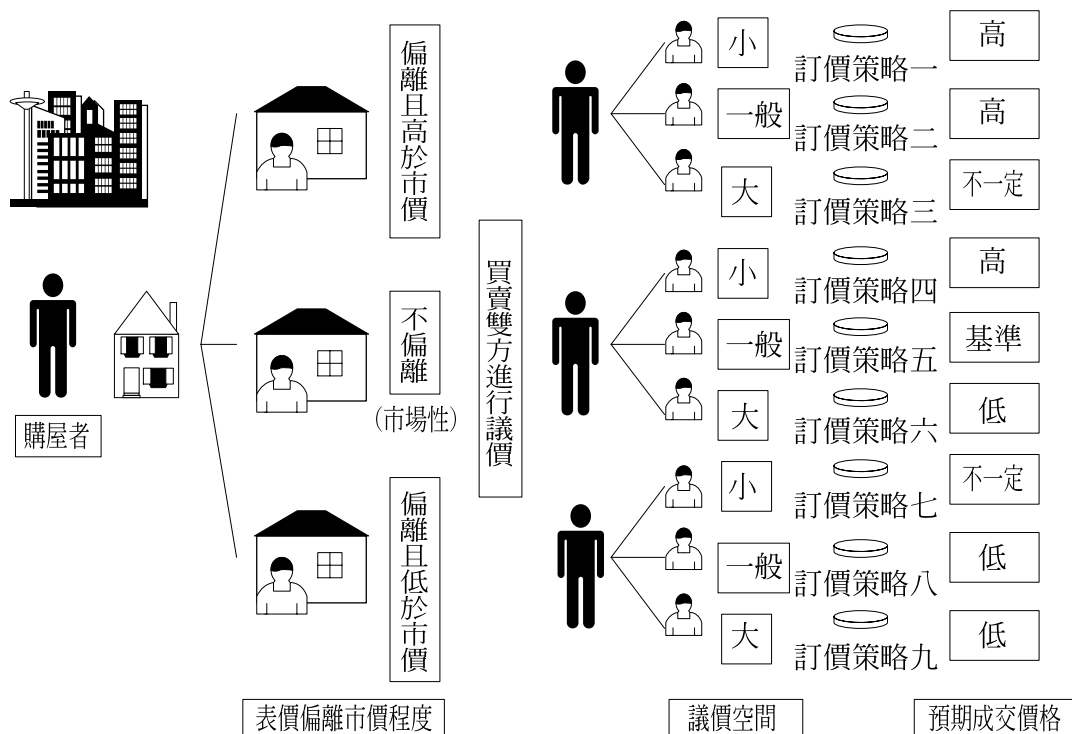 購屋者
偏離且高於市價
不偏離
(市場性)
偏離且低於市價
表價偏離市價程度
買賣雙方進行議價
小
訂價策略一
高
一般
訂價策略二
高
大
訂價策略三
不一定
小
訂價策略四
高
一般
訂價策略五
基準
大
訂價策略六
低
小
訂價策略七
不一定
一般
訂價策略八
低
大
訂價策略九
低
議價空間
預期成交價格